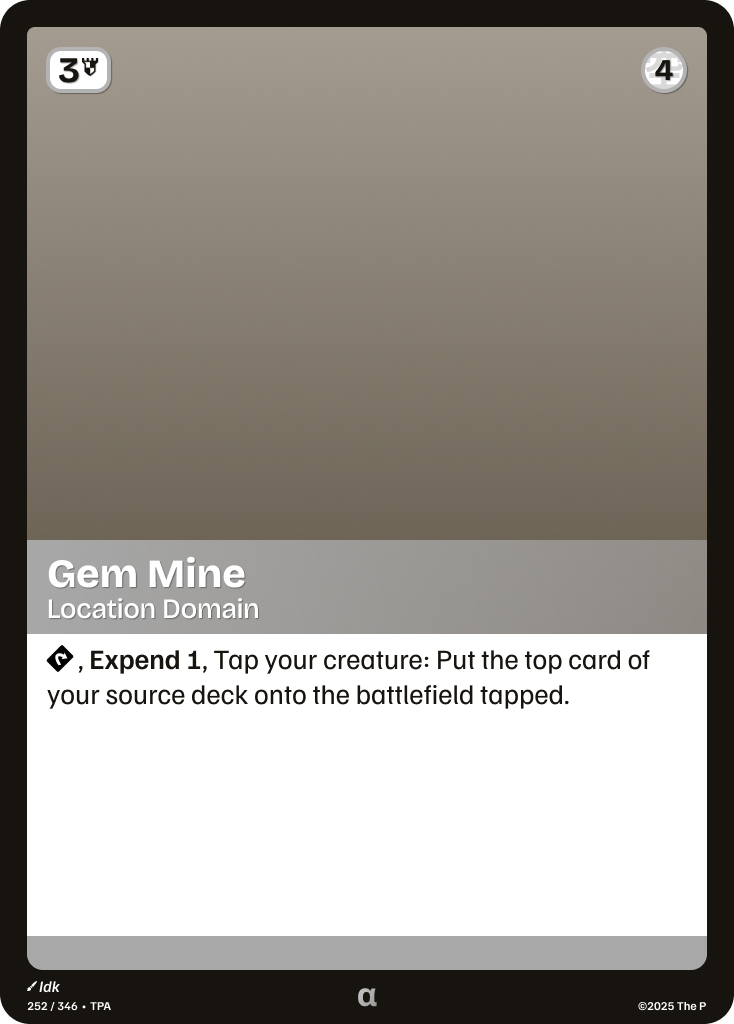 3
4
Gem Mine
Location Domain
, Expend 1, Tap your creature: Put the top card of
your source deck onto the battlefield tapped.
Idk
252 / 346 • TPA
α
©2025 The P